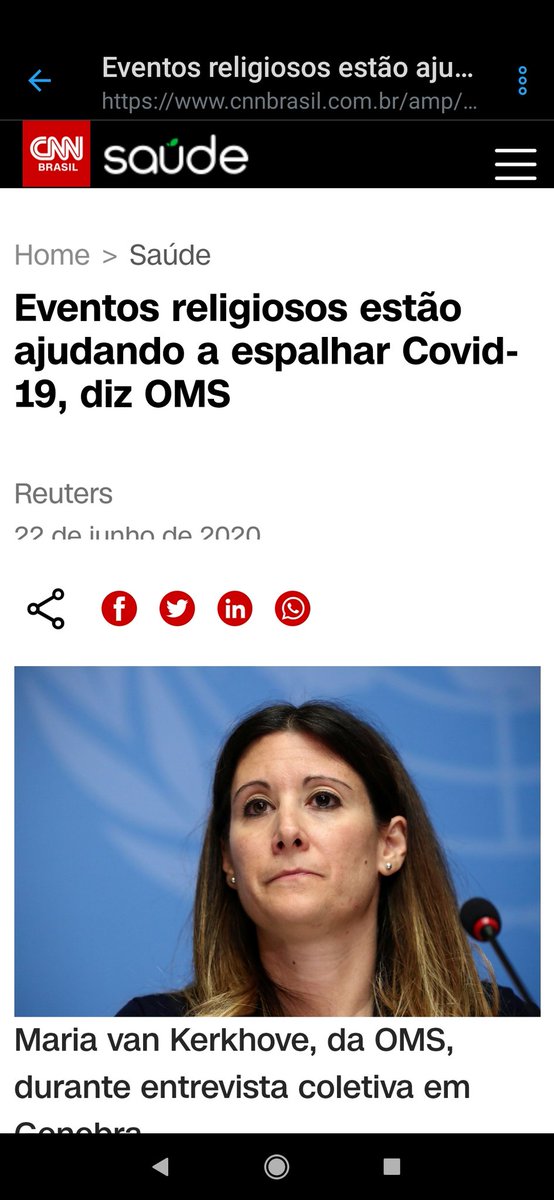 Eventos religiosos estão aju...
https://www.cnnbrasil.com.br/amp/...
CNN
BRASIL
saúde
Home > Saúde
Eventos religiosos estão
ajudando a espalhar Covid-
19, diz OMS
Reuters
22 de junho de 2020
Maria van Kerkhove, da OMS,
durante entrevista coletiva em
Genebra